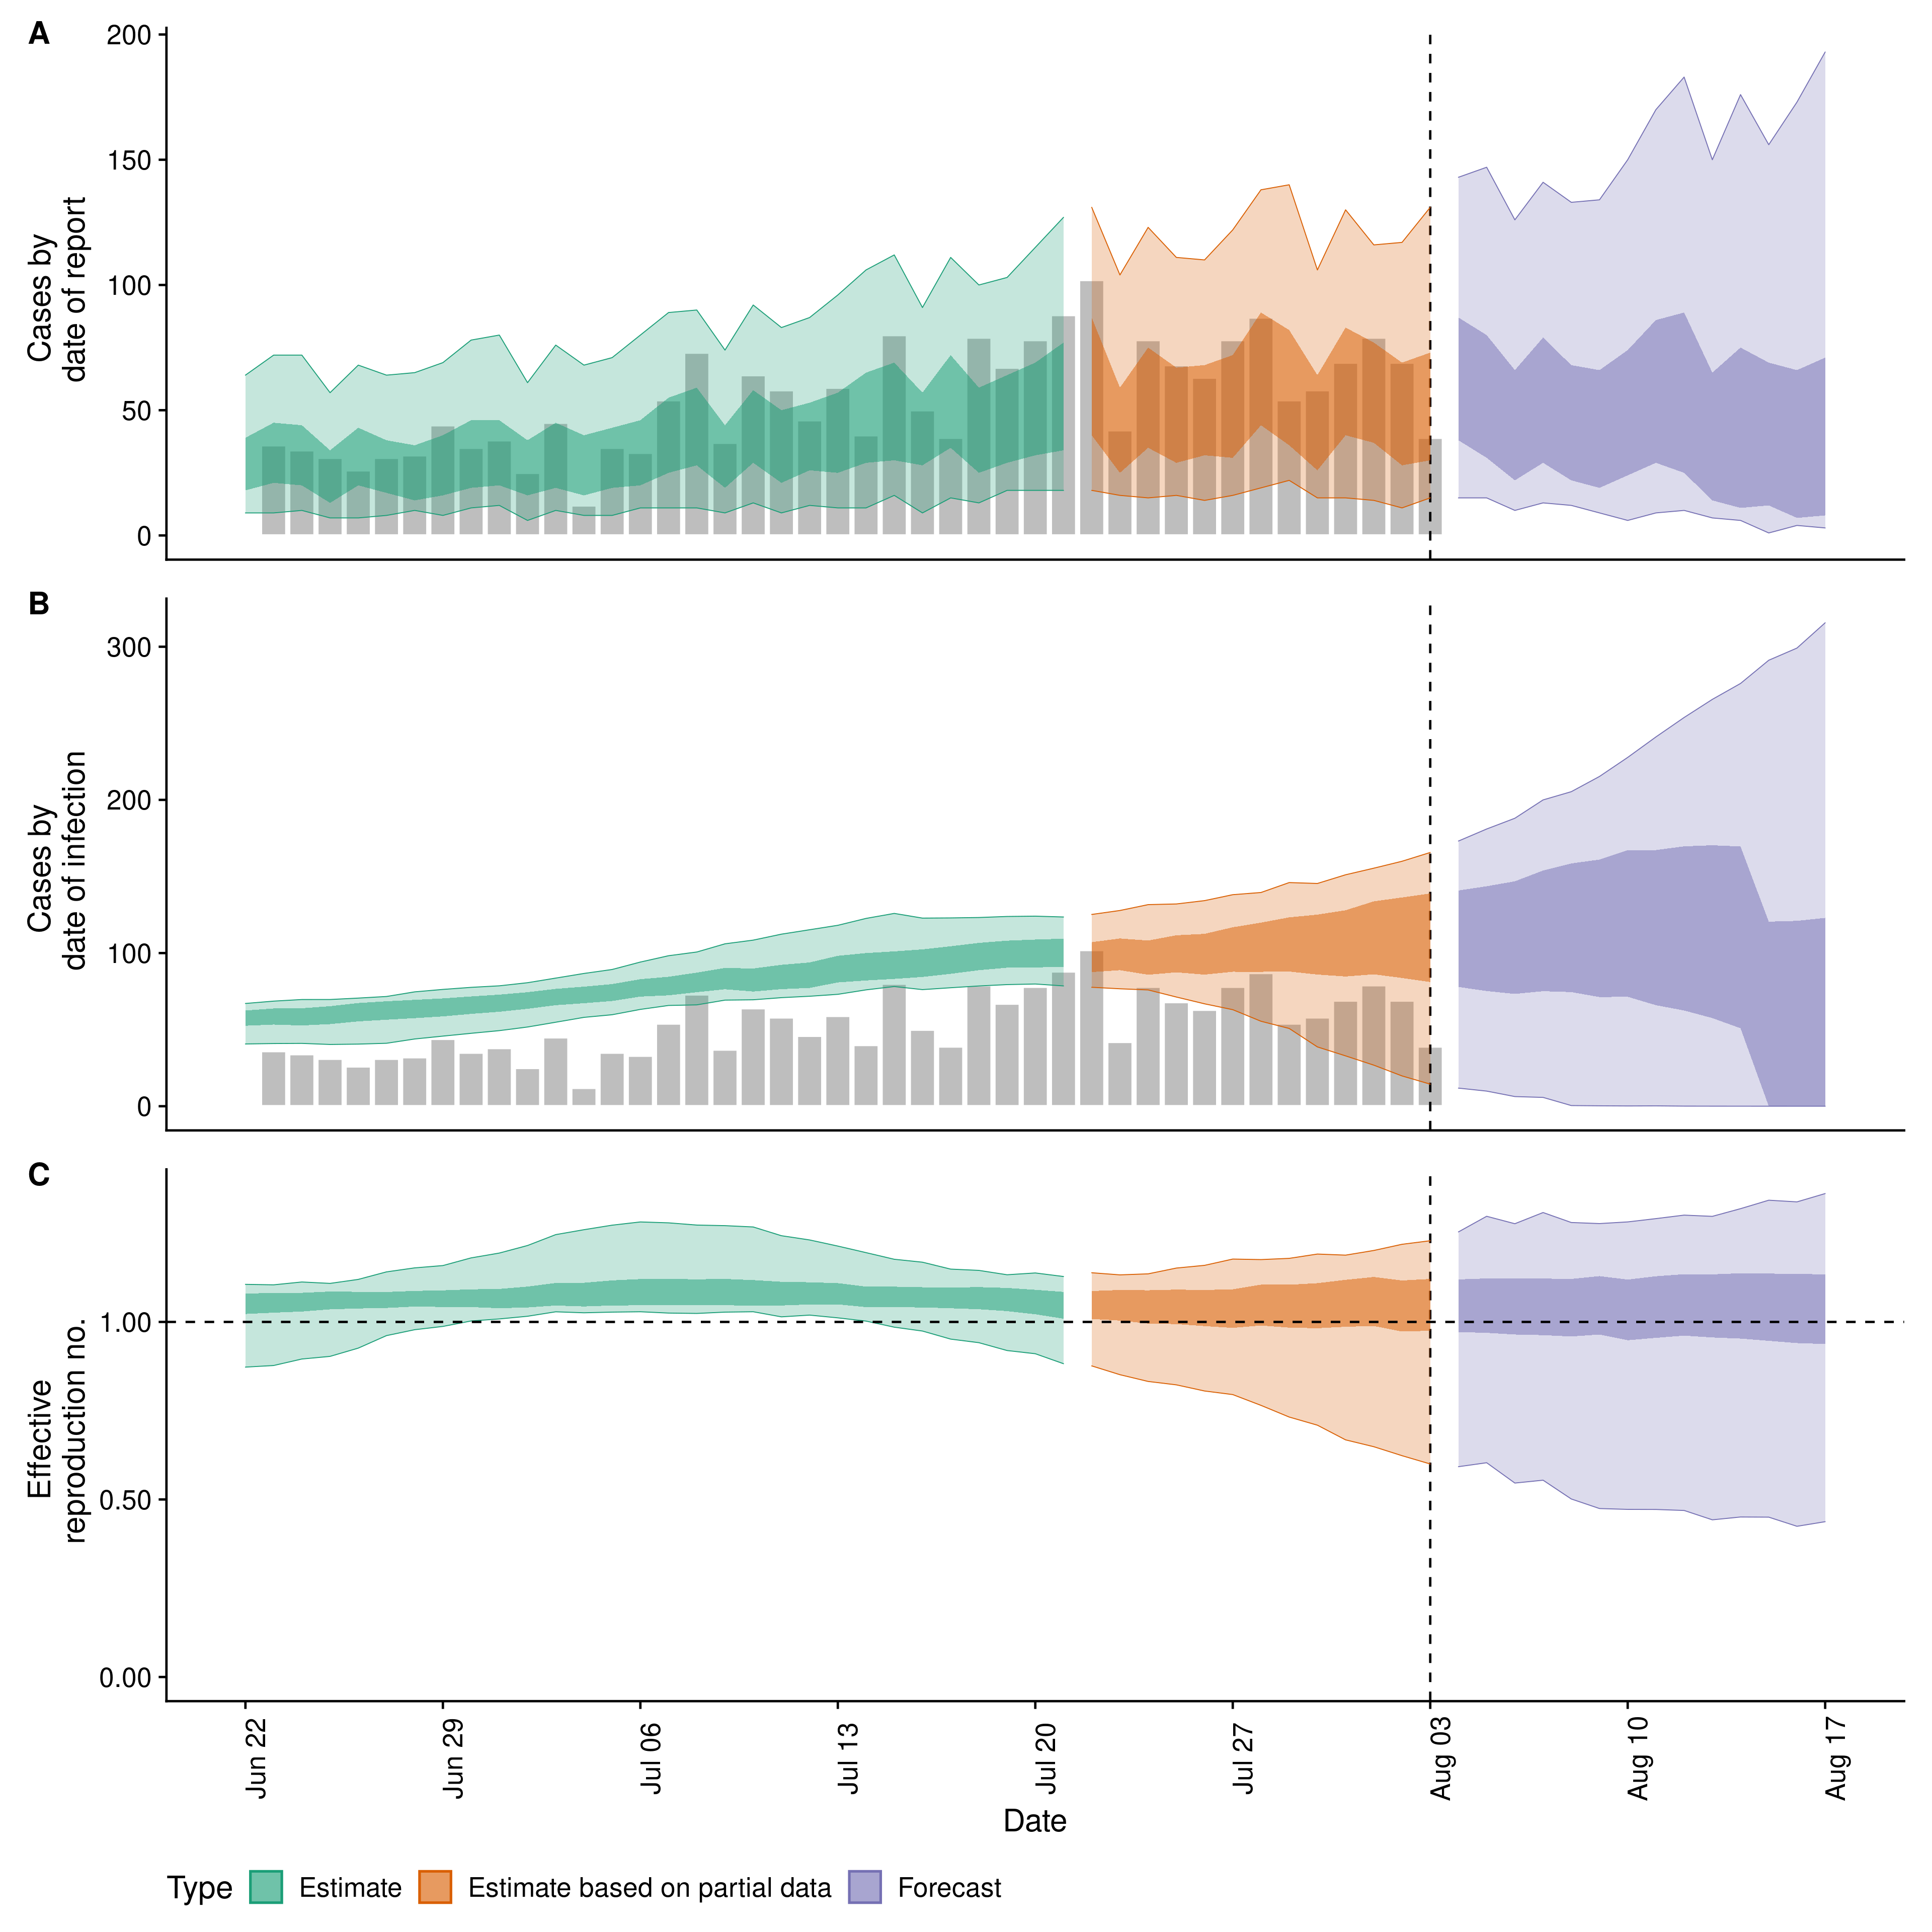 A
200
150
100
50
0
Cases by
date of report
B
300
200
100
0
Cases by
date of infection
C
1.00
0.50
0.00
Effective
reproduction no.
Jun 22
Jun 29
Jul 06
Jul 13
Jul 20
Jul 27
Aug 03
Aug 10
Aug 17
Date
Type Estimate Estimate based on partial data Forecast